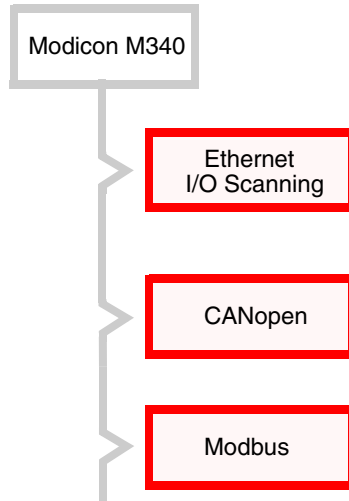 Modicon M340
Ethernet
I/O Scanning
CANopen
Modbus